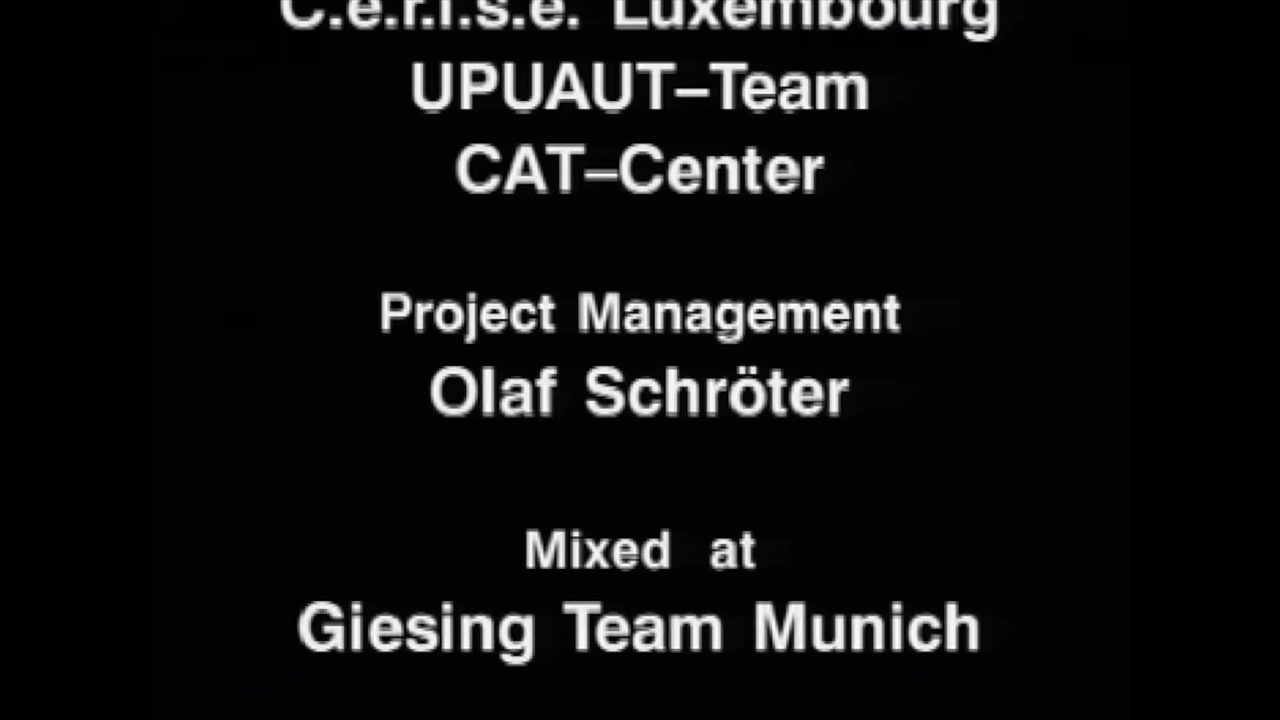 C.e.r.i.s.e. Luxembourg
UPUAUT–Team
CAT–Center
Project Management
Olaf Schröter
Mixed at
Giesing Team Munich